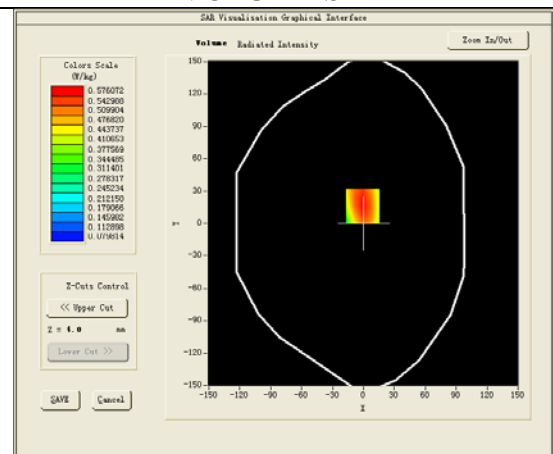 SAR Visualisation Graphical Interface
Volume Radiated Intensity
Zoom In/Out
Colors Scale
(W/kg)
0.576072
0.542988
0.509904
0.476820
0.443737
0.410653
0.377569
0.344485
0.311401
0.278317
0.245234
0.212150
0.179066
0.145982
0.112898
0.079814
150
120
90
60
30
0
-30
-60
-90
-120
-150
Y
-150 -120 -90 -60 -30 0 30 60 90 120 150
X
Z-Cuts Control
<< Upper Cut
Z = 4.0 mm
Lower Cut >>
SAVE Cancel